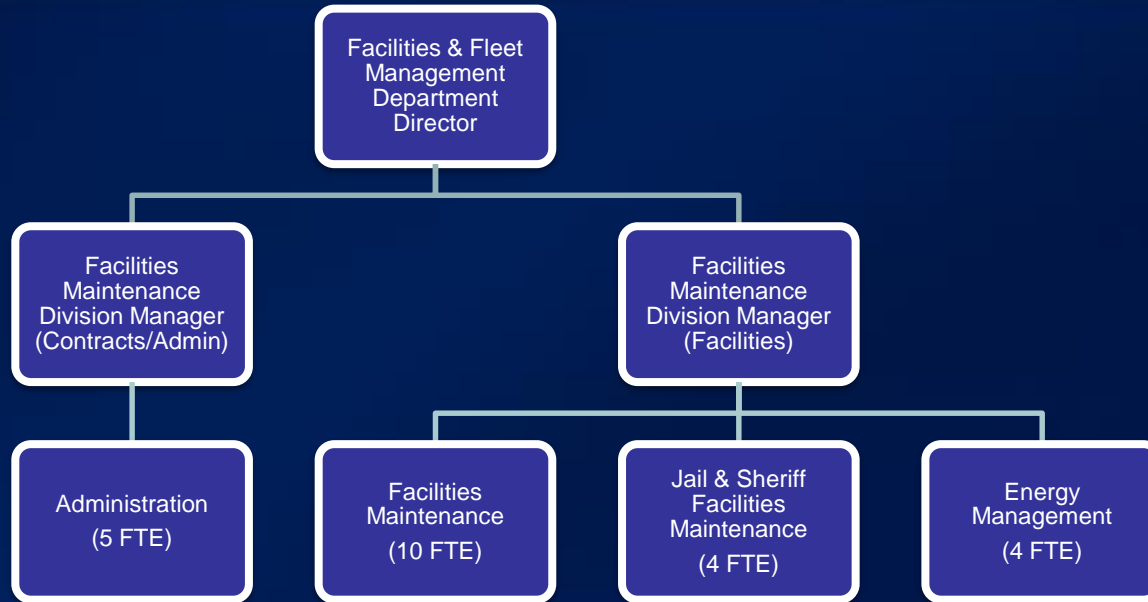 Facilities & Fleet
Management
Department
Director
Facilities
Maintenance
Division Manager
(Contracts/Admin)
Facilities
Maintenance
Division Manager
(Facilities)
Administration
(5 FTE)
Facilities
Maintenance
(10 FTE)
Jail & Sheriff
Facilities
Maintenance
(4 FTE)
Energy
Management
(4 FTE)